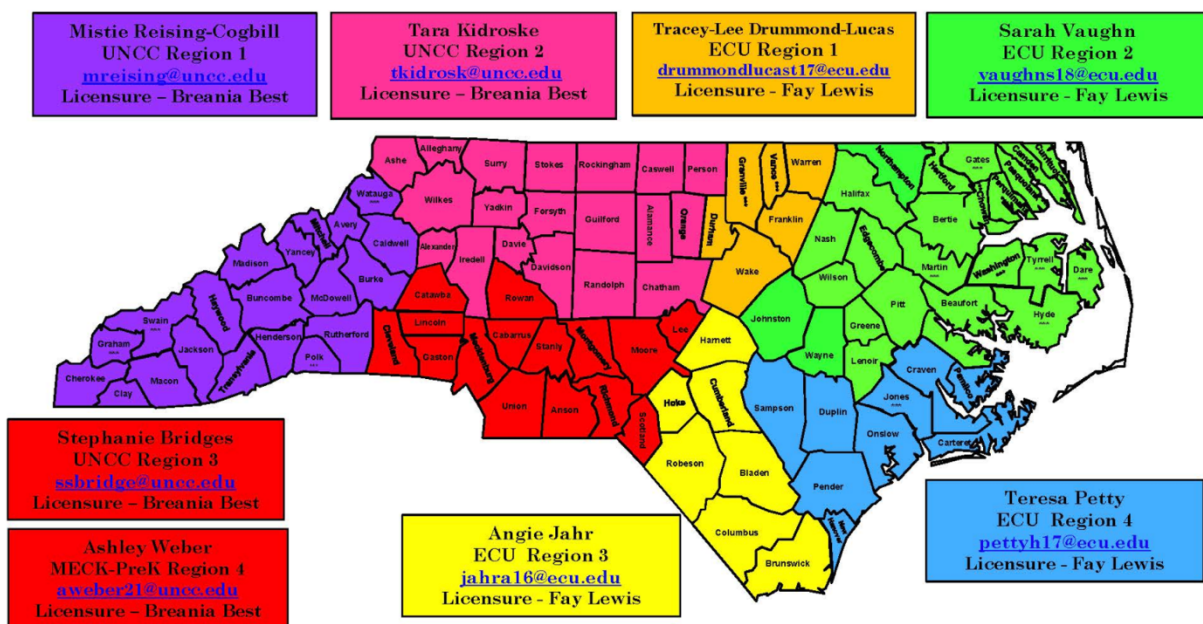 Mistie Reising-Cogbill
UNCC Region 1
mreising@uncc.edu
Licensure – Breania Best
Tara Kidroske
UNCC Region 2
tkidrosk@uncc.edu
Licensure – Breania Best
Tracey-Lee Drummond-Lucas
ECU Region 1
drummondlucast17@ecu.edu
Licensure - Fay Lewis
Sarah Vaughn
ECU Region 2
vaughns18@ecu.edu
Licensure - Fay Lewis
Ashe
Alleghany
Surry
Stokes
Rockingham
Caswell
Person
Granville
Vance
Warren
Northampton
Gates
Hertford
Camden
Currituck
Pasquotank
Perquimans
Chowan
Halifax
Bertie
Watauga
Wilkes
Yadkin
Forsyth
Guilford
Alamance
Orange
Durham
Franklin
Nash
Edgecombe
Martin
Washington
Tyrrell
Dare
Mitchell
Avery
Caldwell
Alexander
Iredell
Davie
Davidson
Randolph
Chatham
Wake
Wilson
Pitt
Beaufort
Hyde
Madison
Yancey
Burke
McDowell
Buncombe
Catawba
Rowan
Lincoln
Cabarrus
Stanly
Montgomery
Moore
Lee
Harnett
Johnston
Greene
Wayne
Lenoir
Craven
Pamlico
Swain
Haywood
Graham
Jackson
Henderson
Rutherford
Polk
Transylvania
Cherokee
Macon
Clay
Cleveland
Gaston
Mecklenburg
Union
Anson
Richmond
Scotland
Hoke
Cumberland
Sampson
Duplin
Jones
Onslow
Carteret
Robeson
Bladen
Pender
New Hanover
Columbus
Brunswick
Stephanie Bridges
UNCC Region 3
ssbridge@uncc.edu
Licensure – Breania Best
Ashley Weber
MECK-PreK Region 4
aweber21@uncc.edu
Licensure – Breania Best
Angie Jahr
ECU Region 3
jahra16@ecu.edu
Licensure - Fay Lewis
Teresa Petty
ECU Region 4
pettyh17@ecu.edu
Licensure - Fay Lewis